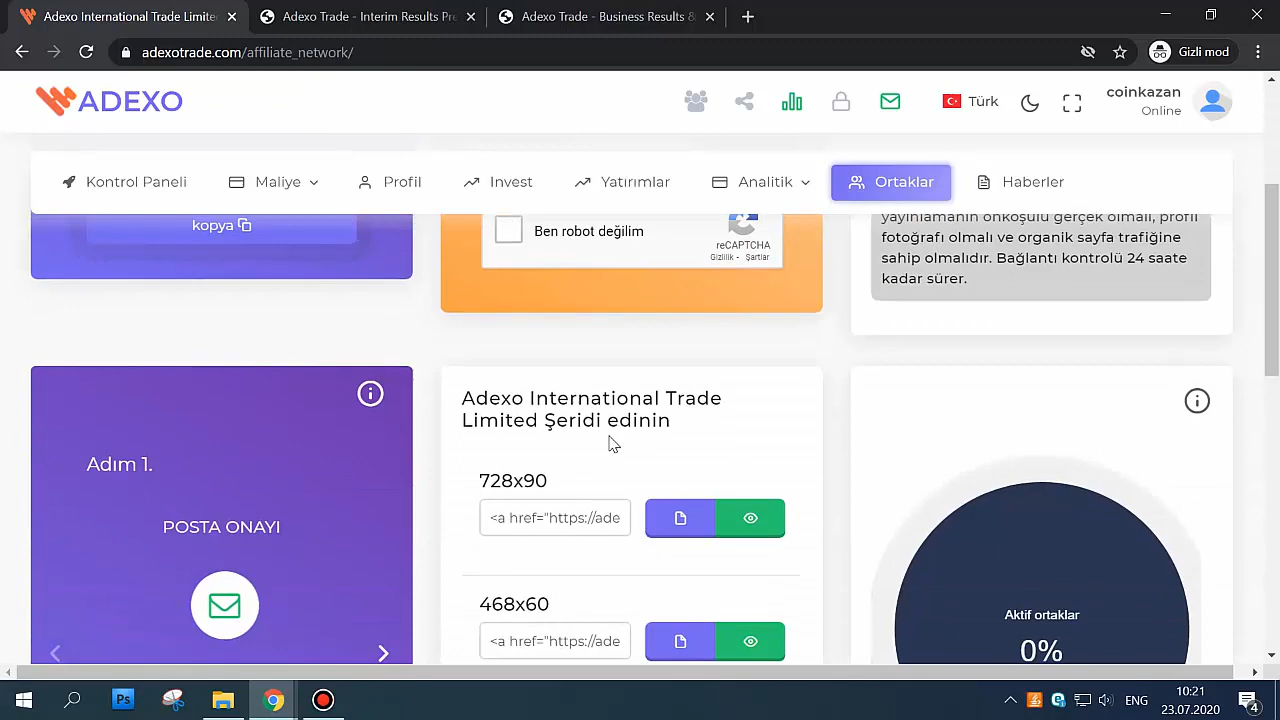 Adexo International Trade Limite
Adexo Trade - Interim Results Pre
Adexo Trade - Business Results &
adexotrade.com/affiliate_network/
Gizli mod
ADEXO
Türk
coinkazan
Online
Kontrol Paneli
Maliye
Profil
Invest
Yatırımlar
Analitik
Ortaklar
Haberler
kopya
Ben robot değilim
reCAPTCHA
Gizlilik - Şartlar
yayınlamanın önkoşulu gerçek olmalı, profil
fotoğrafı olmalı ve organik sayfa trafiğine
sahip olmalıdır. Bağlantı kontrolü 24 saate
kadar sürer.
Adım 1.
POSTA ONAYI
Adexo International Trade
Limited Şeridi edinin
728x90
<a href="https://ade
468x60
<a href="https://ade
Aktif ortaklar
0%
Ps
ENG
10:21
23.07.2020
4